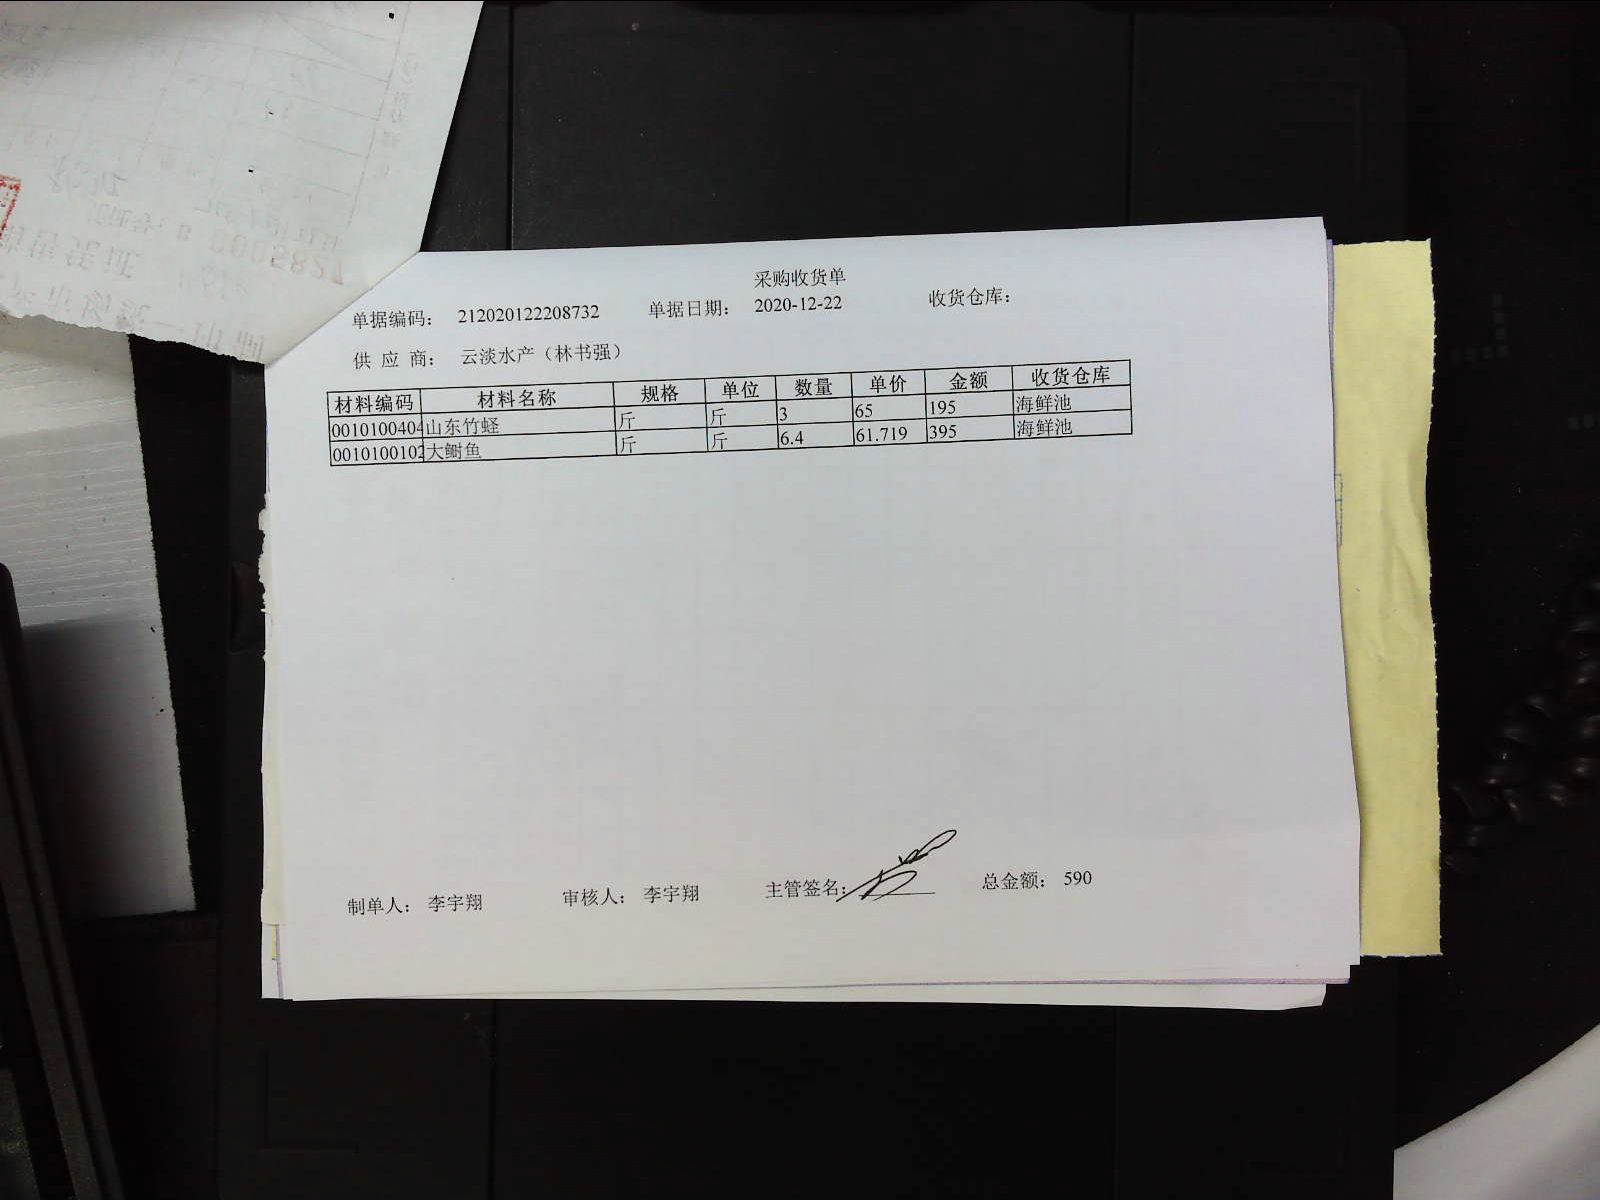 采购收货单
单据编码： 212020122208732 单据日期： 2020-12-22 收货仓库：
供 应 商： 云淡水产（林书强）
材料编码 材料名称 规格 单位 数量 单价 金额 收货仓库
0010100404 山东竹蛏 斤 斤 3 65 195 海鲜池
0010100102 大鲥鱼 斤 斤 6.4 61.719 395 海鲜池
制单人： 李宇翔 审核人： 李宇翔 主管签名： 总金额： 590
0005827